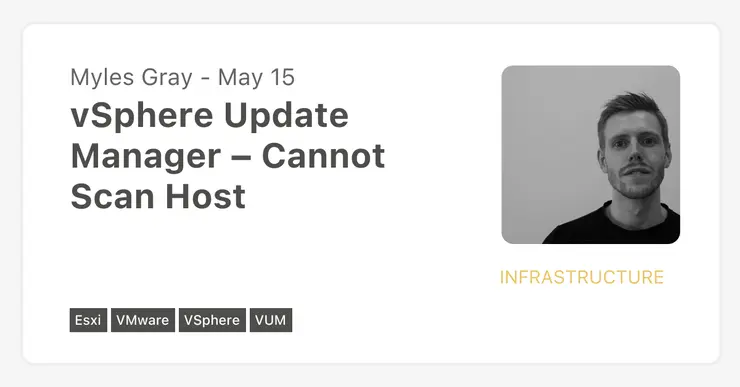 Myles Gray - May 15
vSphere Update
Manager – Cannot
Scan Host
INFRASTRUCTURE
Esxi VMware VSphere VUM